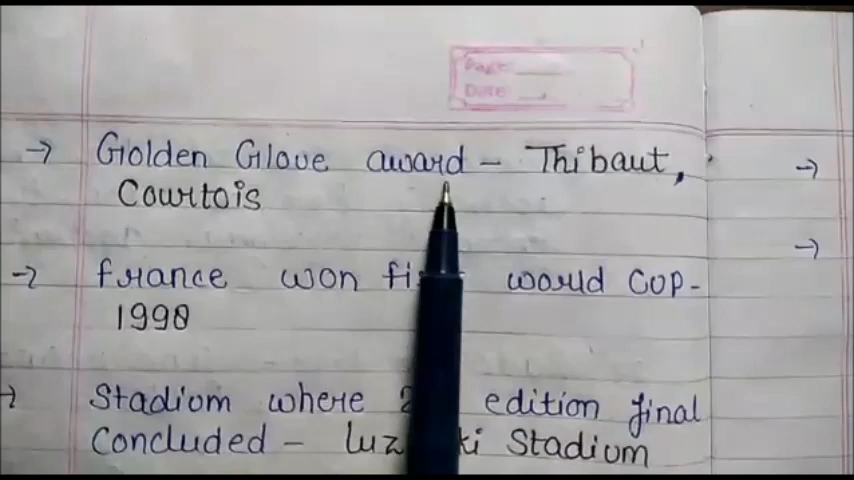 PAGE:
DATE:
→ Golden Glove award - Thibaut,
Courtois
→ france won world CUP-
1998
→ Stadium where edition final
Concluded - Stadium